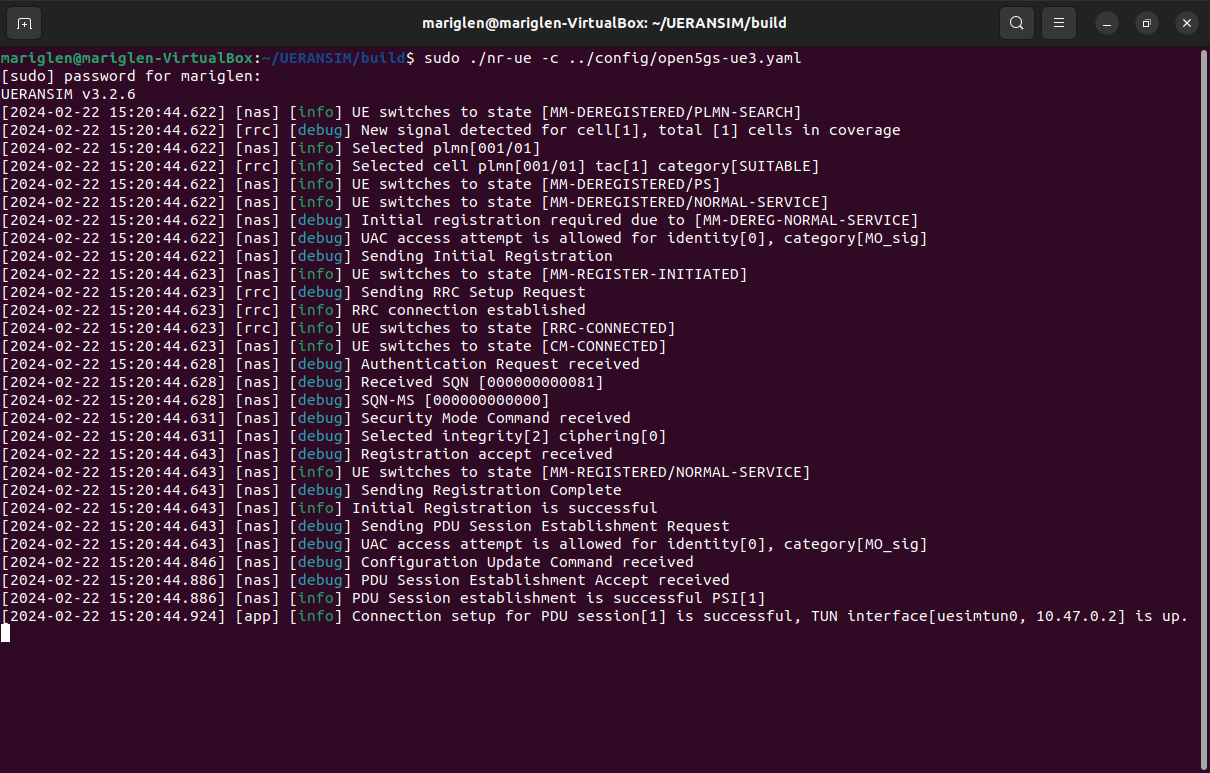 mariglen@mariglen-VirtualBox: ~/UERANSIM/build
mariglen@mariglen-VirtualBox:~/UERANSIM/build$ sudo ./nr-ue -c ../config/open5gs-ue3.yaml
[sudo] password for mariglen:
UERANSIM v3.2.6
[2024-02-22 15:20:44.622] [nas] [info] UE switches to state [MM-DEREGISTERED/PLMN-SEARCH]
[2024-02-22 15:20:44.622] [rrc] [debug] New signal detected for cell[1], total [1] cells in coverage
[2024-02-22 15:20:44.622] [nas] [info] Selected plmn[001/01]
[2024-02-22 15:20:44.622] [rrc] [info] Selected cell plmn[001/01] tac[1] category[SUITABLE]
[2024-02-22 15:20:44.622] [nas] [info] UE switches to state [MM-DEREGISTERED/PS]
[2024-02-22 15:20:44.622] [nas] [info] UE switches to state [MM-DEREGISTERED/NORMAL-SERVICE]
[2024-02-22 15:20:44.622] [nas] [debug] Initial registration required due to [MM-DEREG-NORMAL-SERVICE]
[2024-02-22 15:20:44.622] [nas] [debug] UAC access attempt is allowed for identity[0], category[MO_sig]
[2024-02-22 15:20:44.622] [nas] [debug] Sending Initial Registration
[2024-02-22 15:20:44.623] [nas] [info] UE switches to state [MM-REGISTER-INITIATED]
[2024-02-22 15:20:44.623] [rrc] [debug] Sending RRC Setup Request
[2024-02-22 15:20:44.623] [rrc] [info] RRC connection established
[2024-02-22 15:20:44.623] [rrc] [info] UE switches to state [RRC-CONNECTED]
[2024-02-22 15:20:44.623] [nas] [info] UE switches to state [CM-CONNECTED]
[2024-02-22 15:20:44.628] [nas] [debug] Authentication Request received
[2024-02-22 15:20:44.628] [nas] [debug] Received SQN [000000000081]
[2024-02-22 15:20:44.628] [nas] [debug] SQN-MS [000000000000]
[2024-02-22 15:20:44.631] [nas] [debug] Security Mode Command received
[2024-02-22 15:20:44.631] [nas] [debug] Selected integrity[2] ciphering[0]
[2024-02-22 15:20:44.643] [nas] [debug] Registration accept received
[2024-02-22 15:20:44.643] [nas] [info] UE switches to state [MM-REGISTERED/NORMAL-SERVICE]
[2024-02-22 15:20:44.643] [nas] [debug] Sending Registration Complete
[2024-02-22 15:20:44.643] [nas] [info] Initial Registration is successful
[2024-02-22 15:20:44.643] [nas] [debug] Sending PDU Session Establishment Request
[2024-02-22 15:20:44.643] [nas] [debug] UAC access attempt is allowed for identity[0], category[MO_sig]
[2024-02-22 15:20:44.846] [nas] [debug] Configuration Update Command received
[2024-02-22 15:20:44.886] [nas] [debug] PDU Session Establishment Accept received
[2024-02-22 15:20:44.886] [nas] [info] PDU Session establishment is successful PSI[1]
[2024-02-22 15:20:44.924] [app] [info] Connection setup for PDU session[1] is successful, TUN interface[uesimtun0, 10.47.0.2] is up.